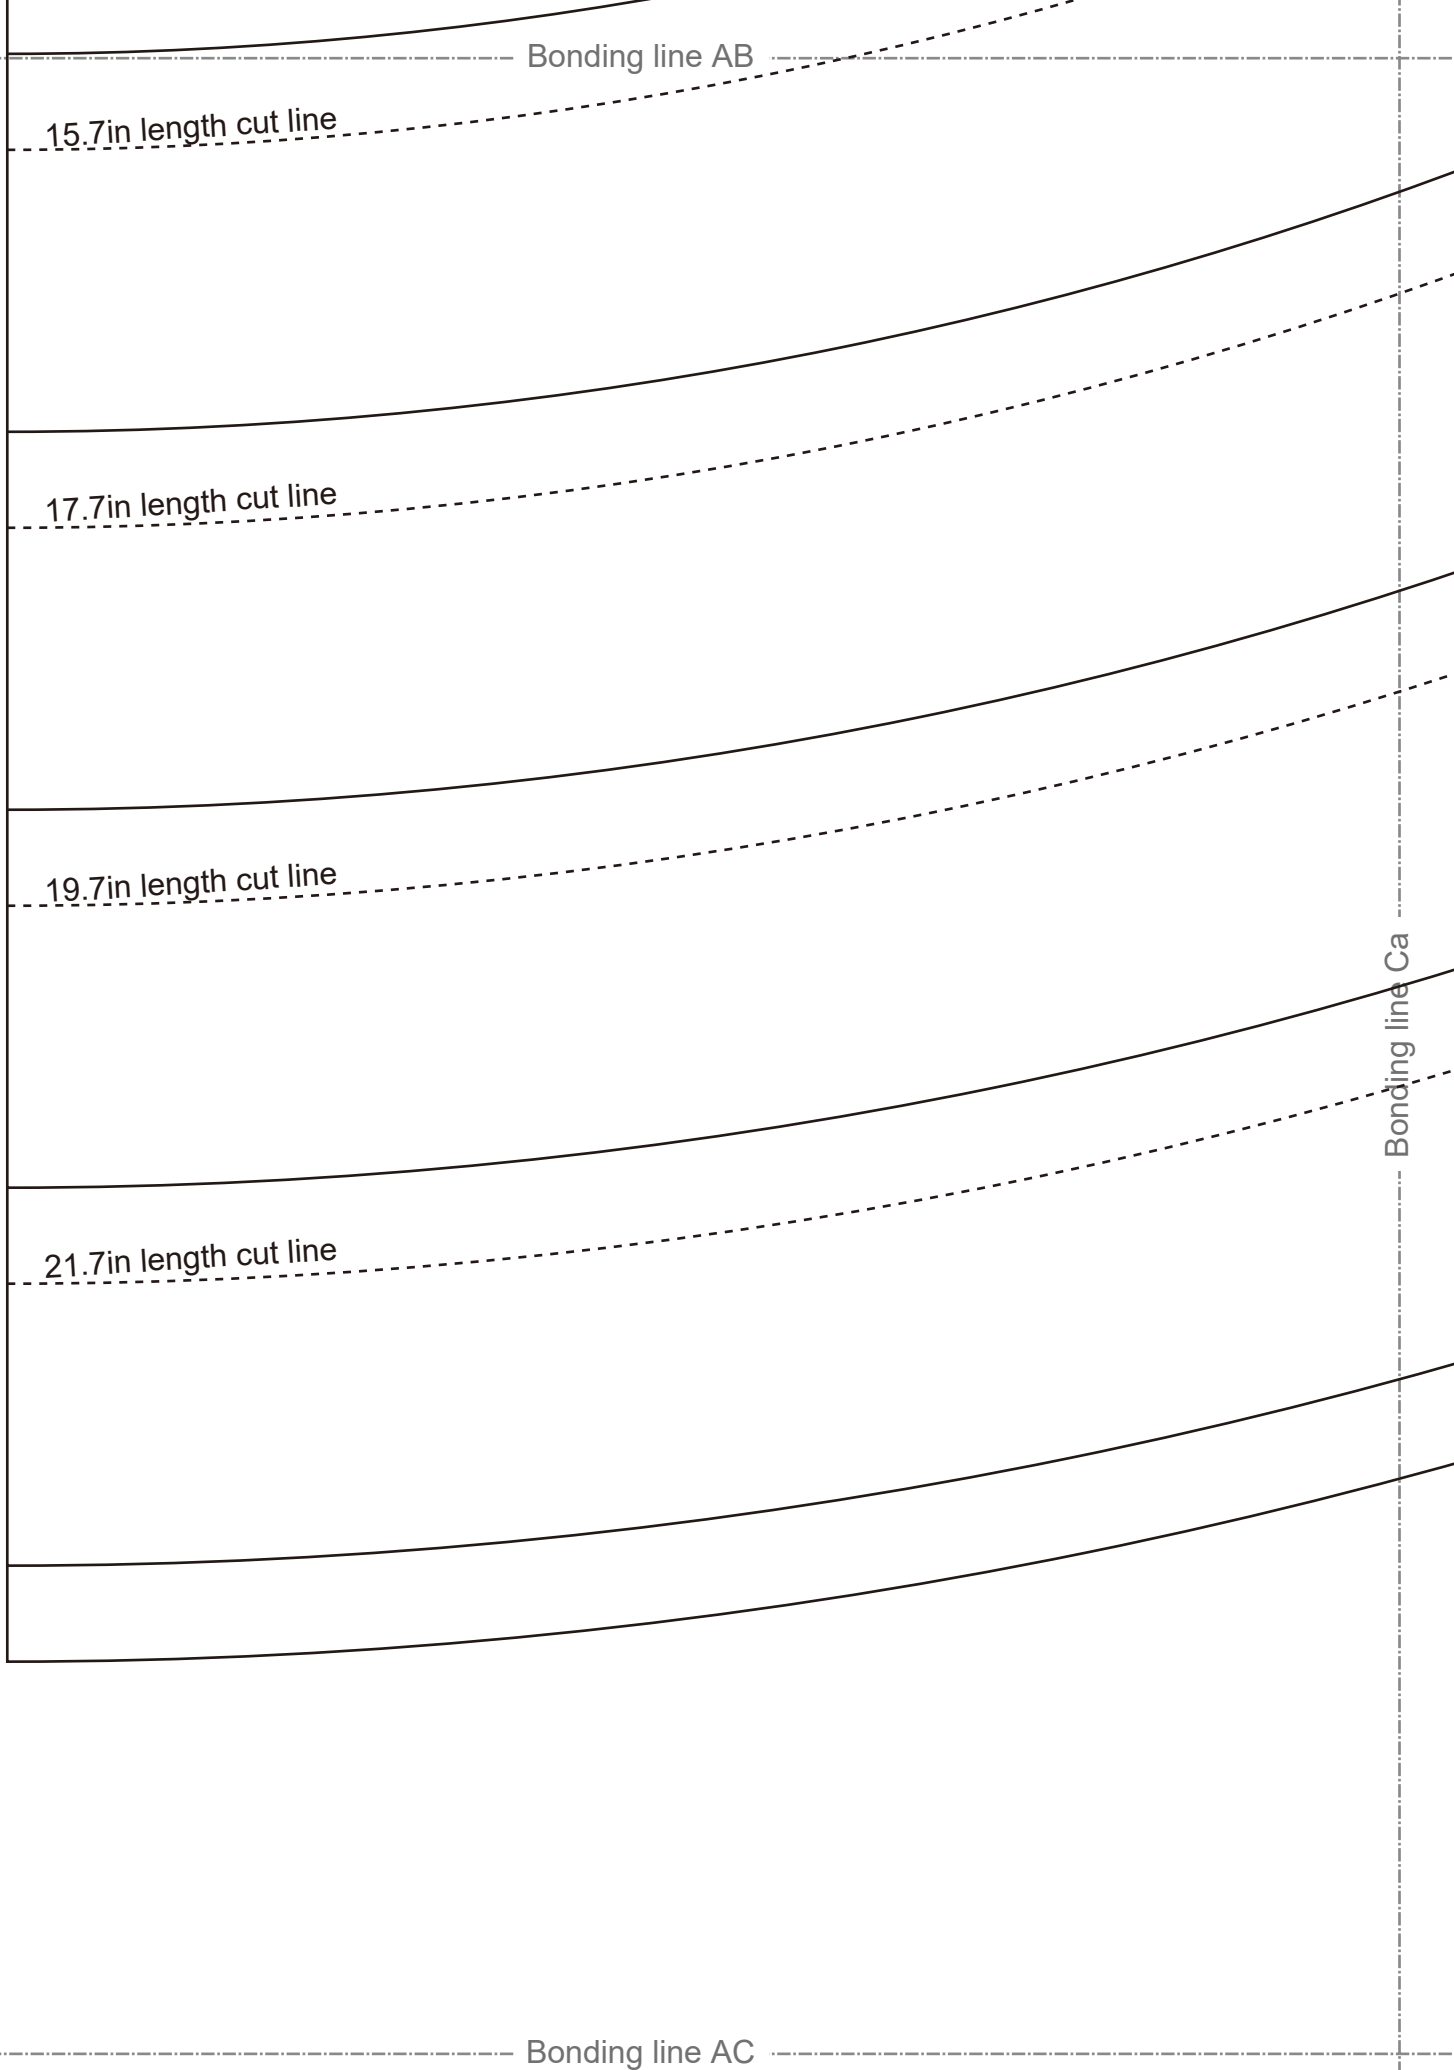 Bonding line AB
15.7in length cut line
17.7in length cut line
19.7in length cut line
Bonding line Ca
21.7in length cut line
Bonding line AC